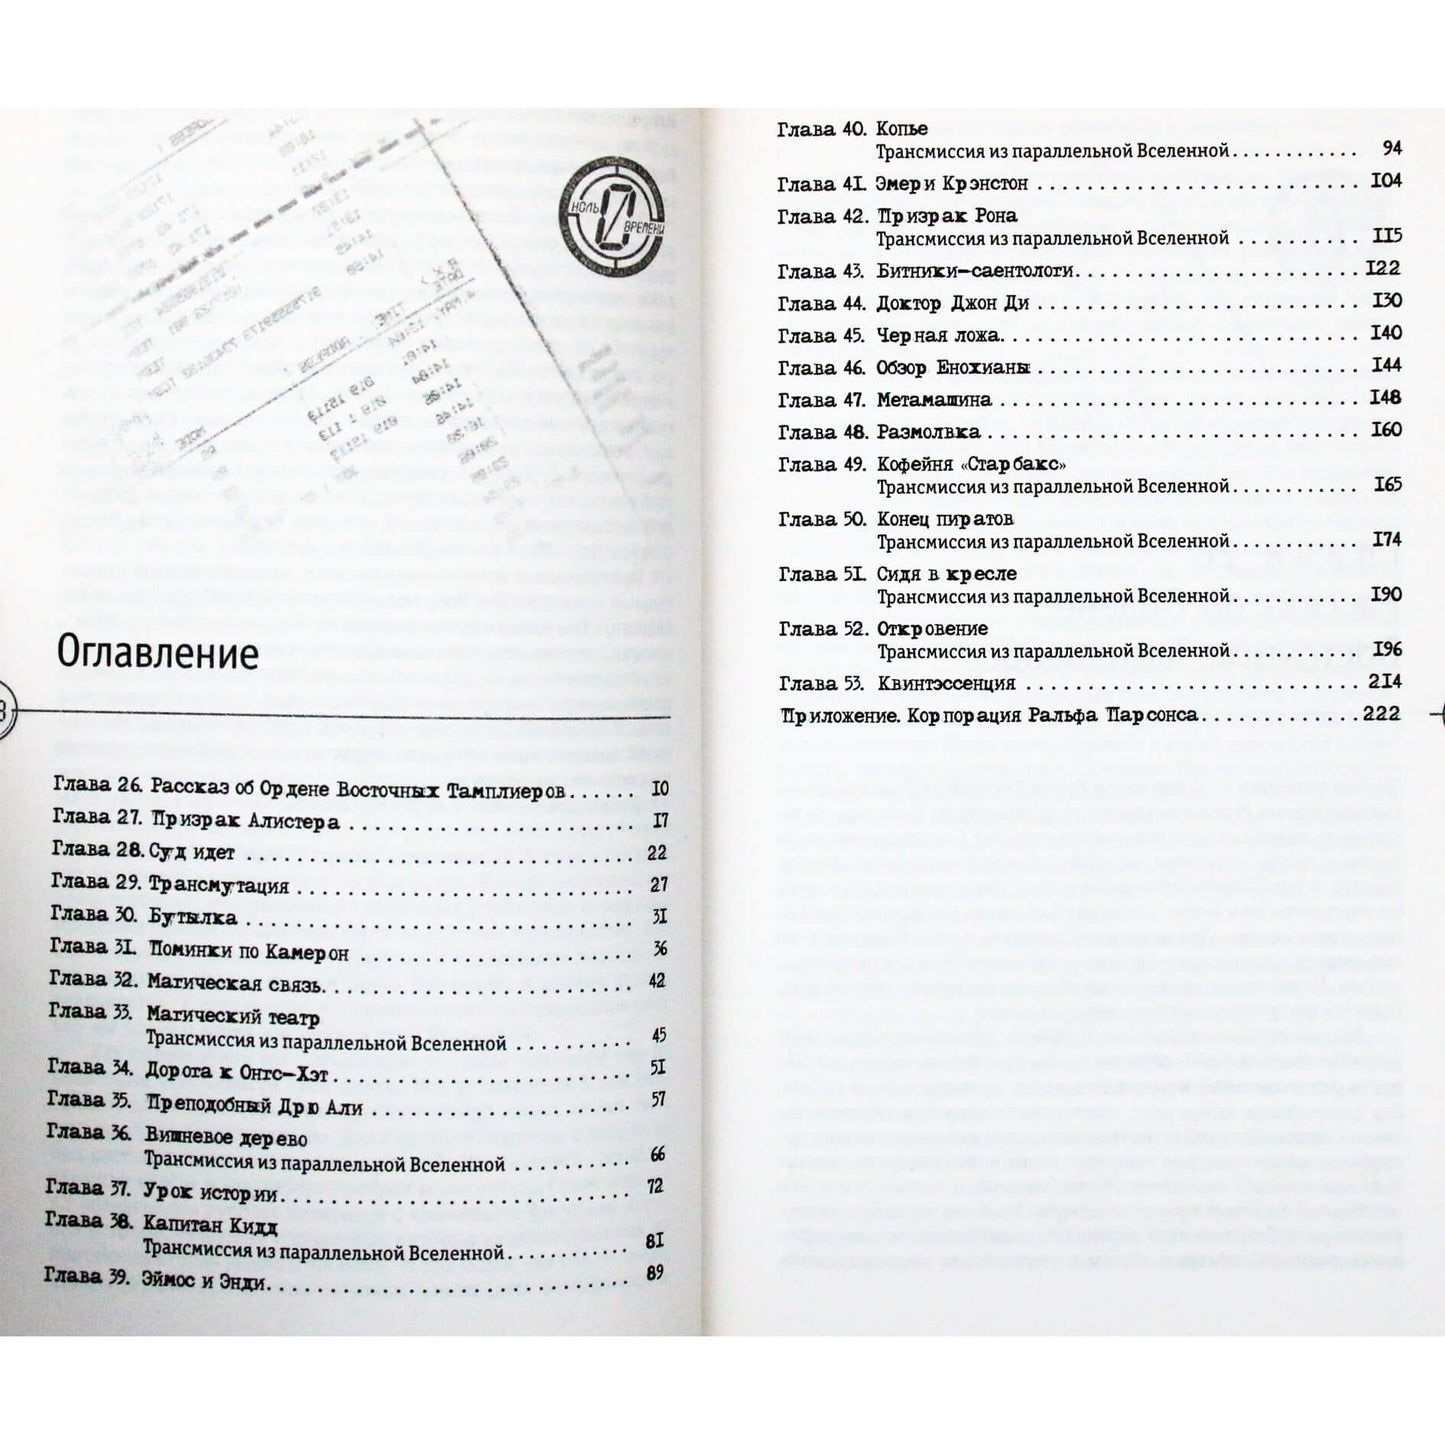 НОЛЬ
0
ВРЕМЕНИ
Оглавление
Глава 26. Рассказ об Ордене Восточных Тамплиеров...... 10
Глава 27. Призрак Алистера ........................ 17
Глава 28. Суд идет ................................ 22
Глава 29. Трансмутация ............................ 27
Глава 30. Бутылка ................................. 31
Глава 31. Поминки по Камерон ...................... 36
Глава 32. Магическая связь......................... 42
Глава 33. Магический театр
Трансмиссия из параллельной Вселенной .......... 45
Глава 34. Дорога к Онгс-Хэт........................ 51
Глава 35. Преподобный Дрю Али ..................... 57
Глава 36. Вишневое дерево
Трансмиссия из параллельной Вселенной .......... 66
Глава 37. Урок истории............................. 72
Глава 38. Капитан Кидд
Трансмиссия из параллельной Вселенной........... 81
Глава 39. Эймос и Энди............................. 89
Глава 40. Копье
Трансмиссия из параллельной Вселенной........... 94
Глава 41. Эмери Крэнстон .......................... 104
Глава 42. Призрак Рона
Трансмиссия из параллельной Вселенной .......... 115
Глава 43. Битники-саентологи....................... 122
Глава 44. Доктор Джон Ди .......................... 130
Глава 45. Черная ложа.............................. 140
Глава 46. Обзор Енохианы .......................... 144
Глава 47. Метамашина .............................. 148
Глава 48. Размолвка ............................... 160
Глава 49. Кофейня «Старбакс»
Трансмиссия из параллельной Вселенной........... 165
Глава 50. Конец пиратов
Трансмиссия из параллельной Вселенной........... 174
Глава 51. Сидя в кресле
Трансмиссия из параллельной Вселенной........... 190
Глава 52. Откровение
Трансмиссия из параллельной Вселенной........... 196
Глава 53. Квинтэссенция ........................... 214
Приложение. Корпорация Ральфа Парсонса............. 222